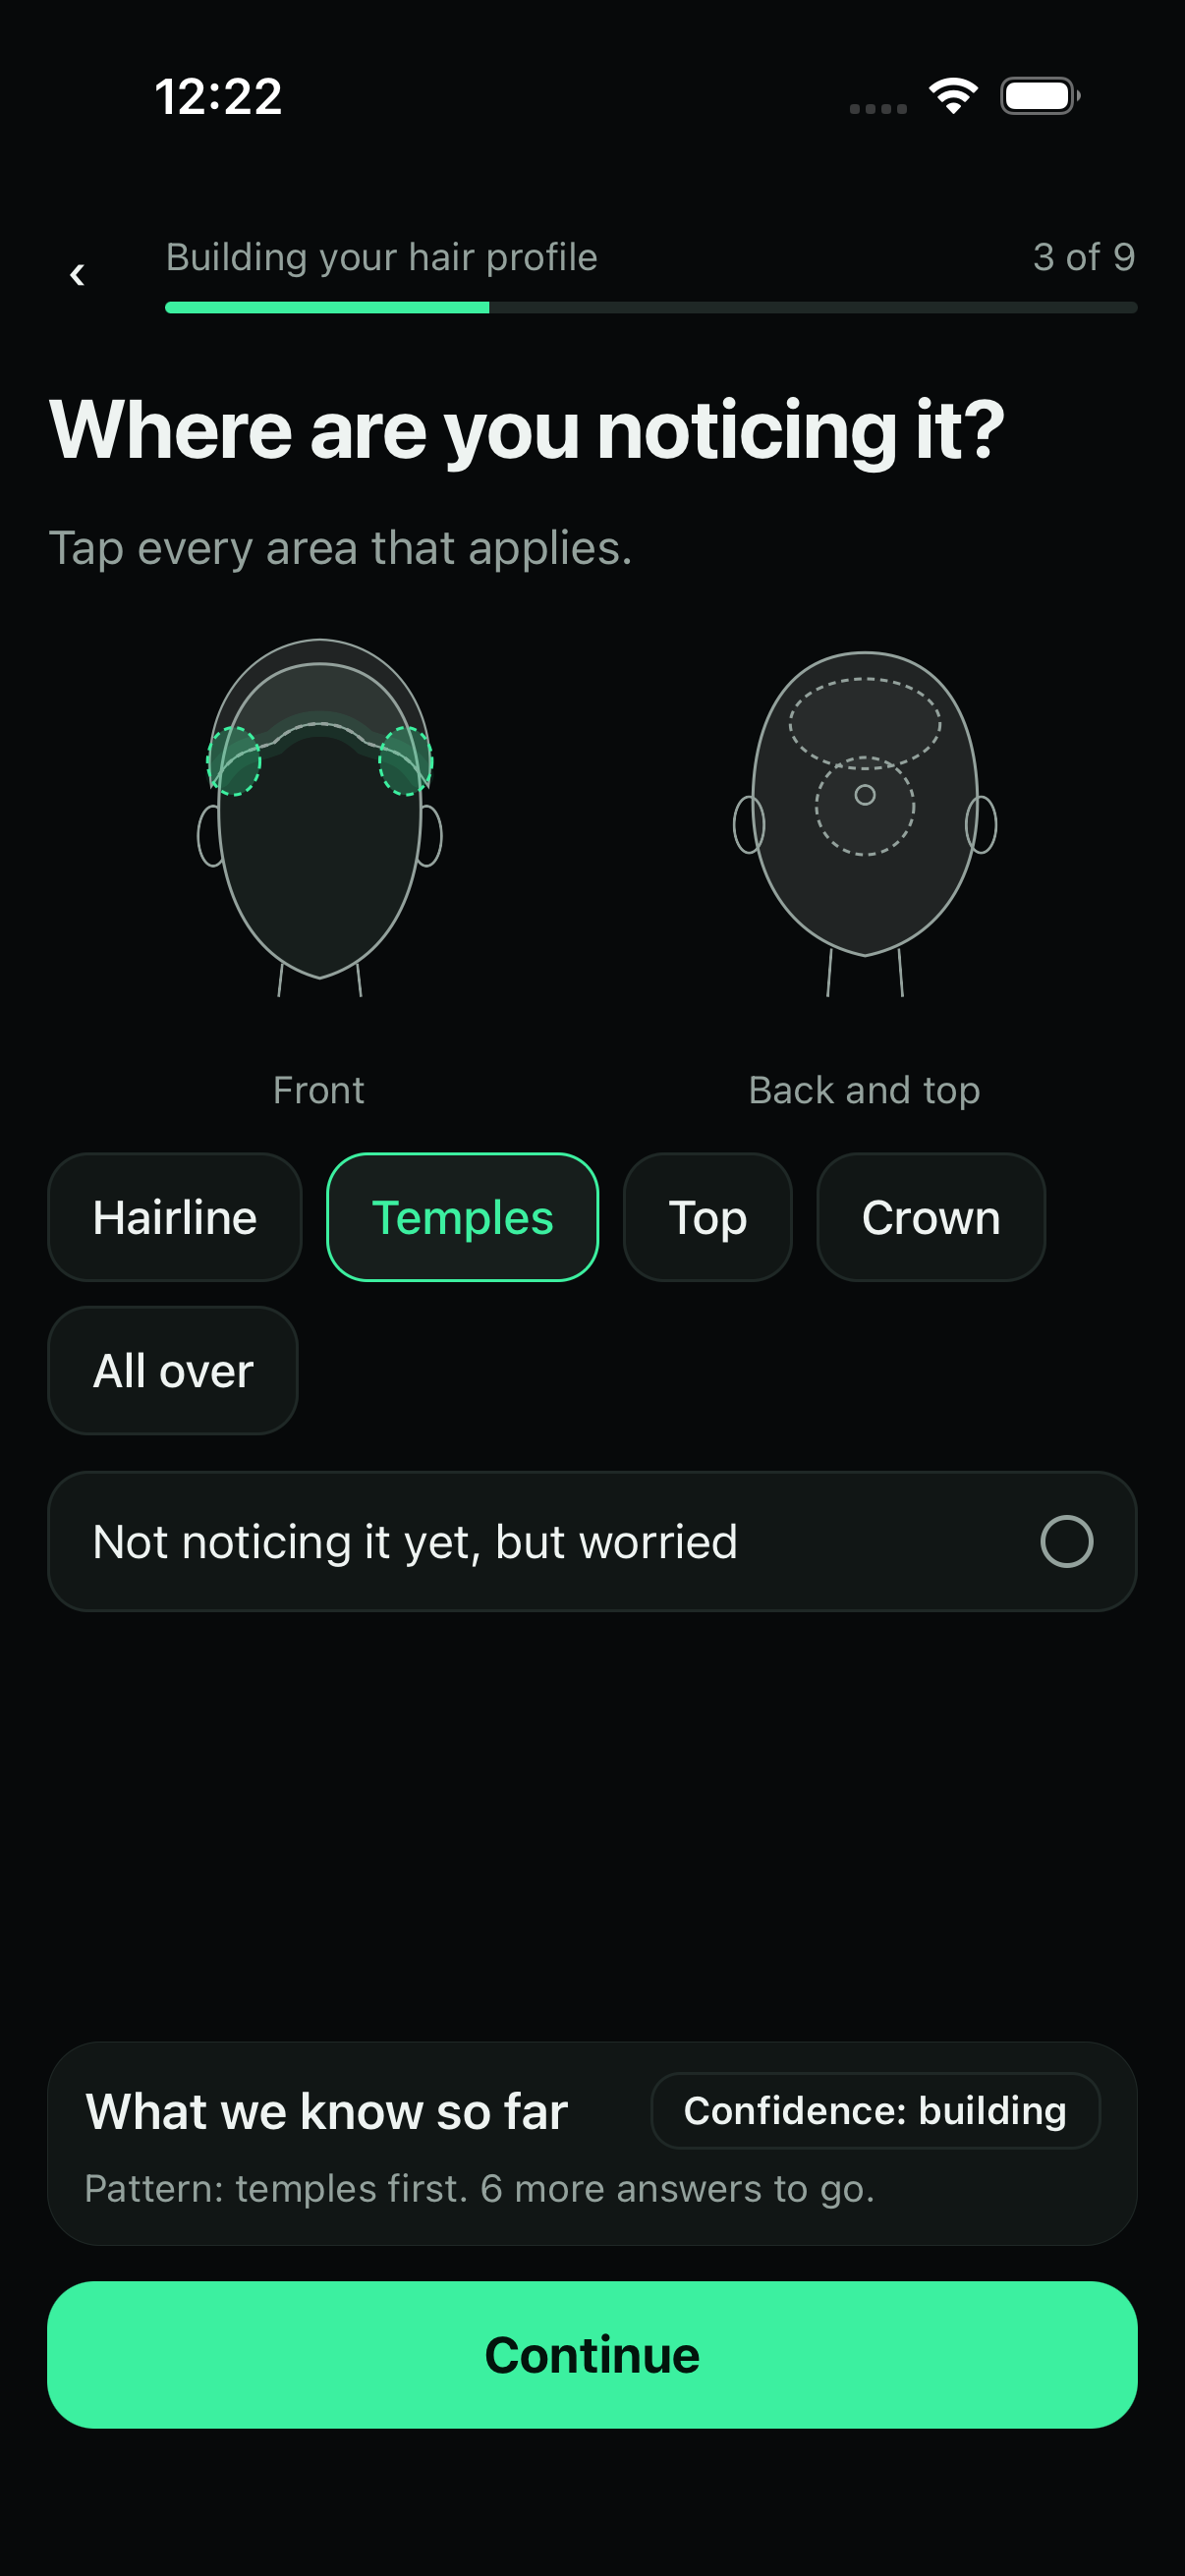 12:22
Building your hair profile
3 of 9
Where are you noticing it?
Tap every area that applies.
Front
Back and top
Hairline
Temples
Top
Crown
All over
Not noticing it yet, but worried
What we know so far
Confidence: building
Pattern: temples first. 6 more answers to go.
Continue